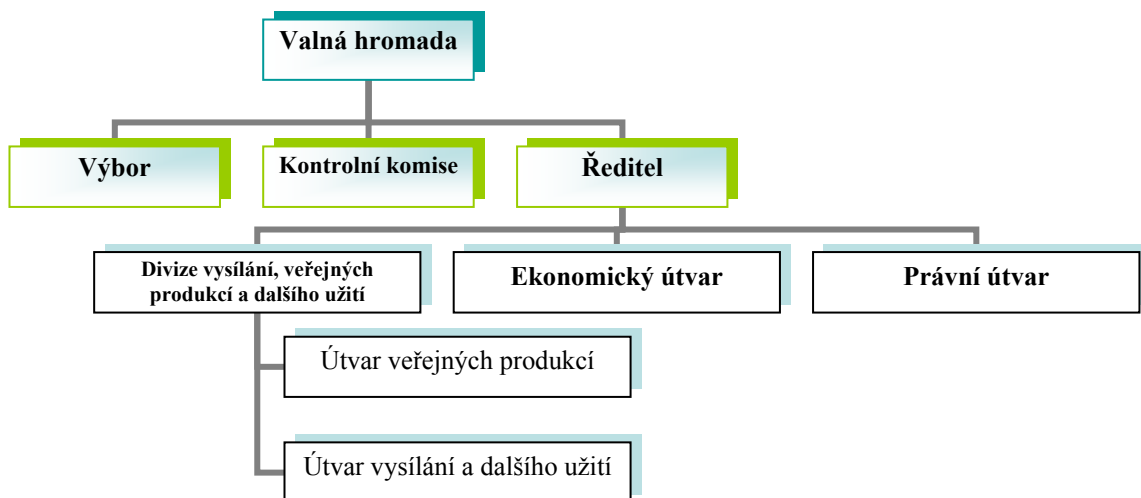 Valná hromada
Výbor
Kontrolní komise
Ředitel
Divize vysílání, veřejných
produkcí a dalšího užití
Ekonomický útvar
Právní útvar
Útvar veřejných produkcí
Útvar vysílání a dalšího užití